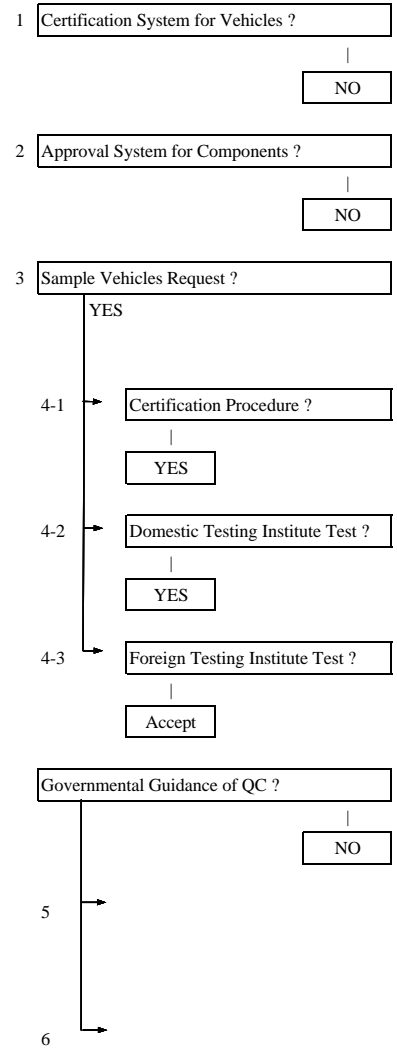 1 Certification System for Vehicles ?
|
NO
2 Approval System for Components ?
|
NO
3 Sample Vehicles Request ?
YES
4-1 Certification Procedure ?
|
YES
4-2 Domestic Testing Institute Test ?
|
YES
4-3 Foreign Testing Institute Test ?
|
Accept
Governmental Guidance of QC ?
|
NO
5
6